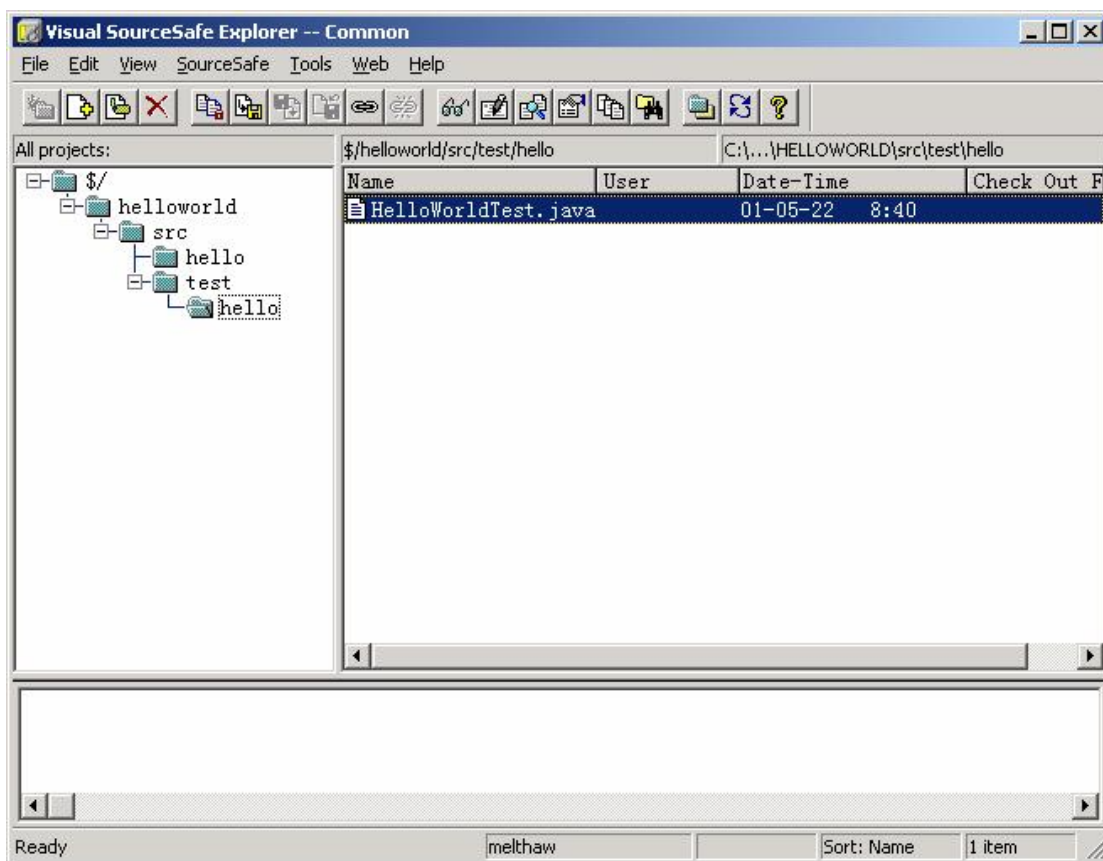 Visual SourceSafe Explorer -- Common
File Edit View SourceSafe Tools Web Help
All projects:
$/helloworld/src/test/hello
C:\...\HELLOWORLD\src\test\hello
$/
helloworld
src
hello
test
hello
Name User Date-Time Check Out F
HelloWorldTest.java 01-05-22 8:40
Ready melthaw Sort: Name 1 item